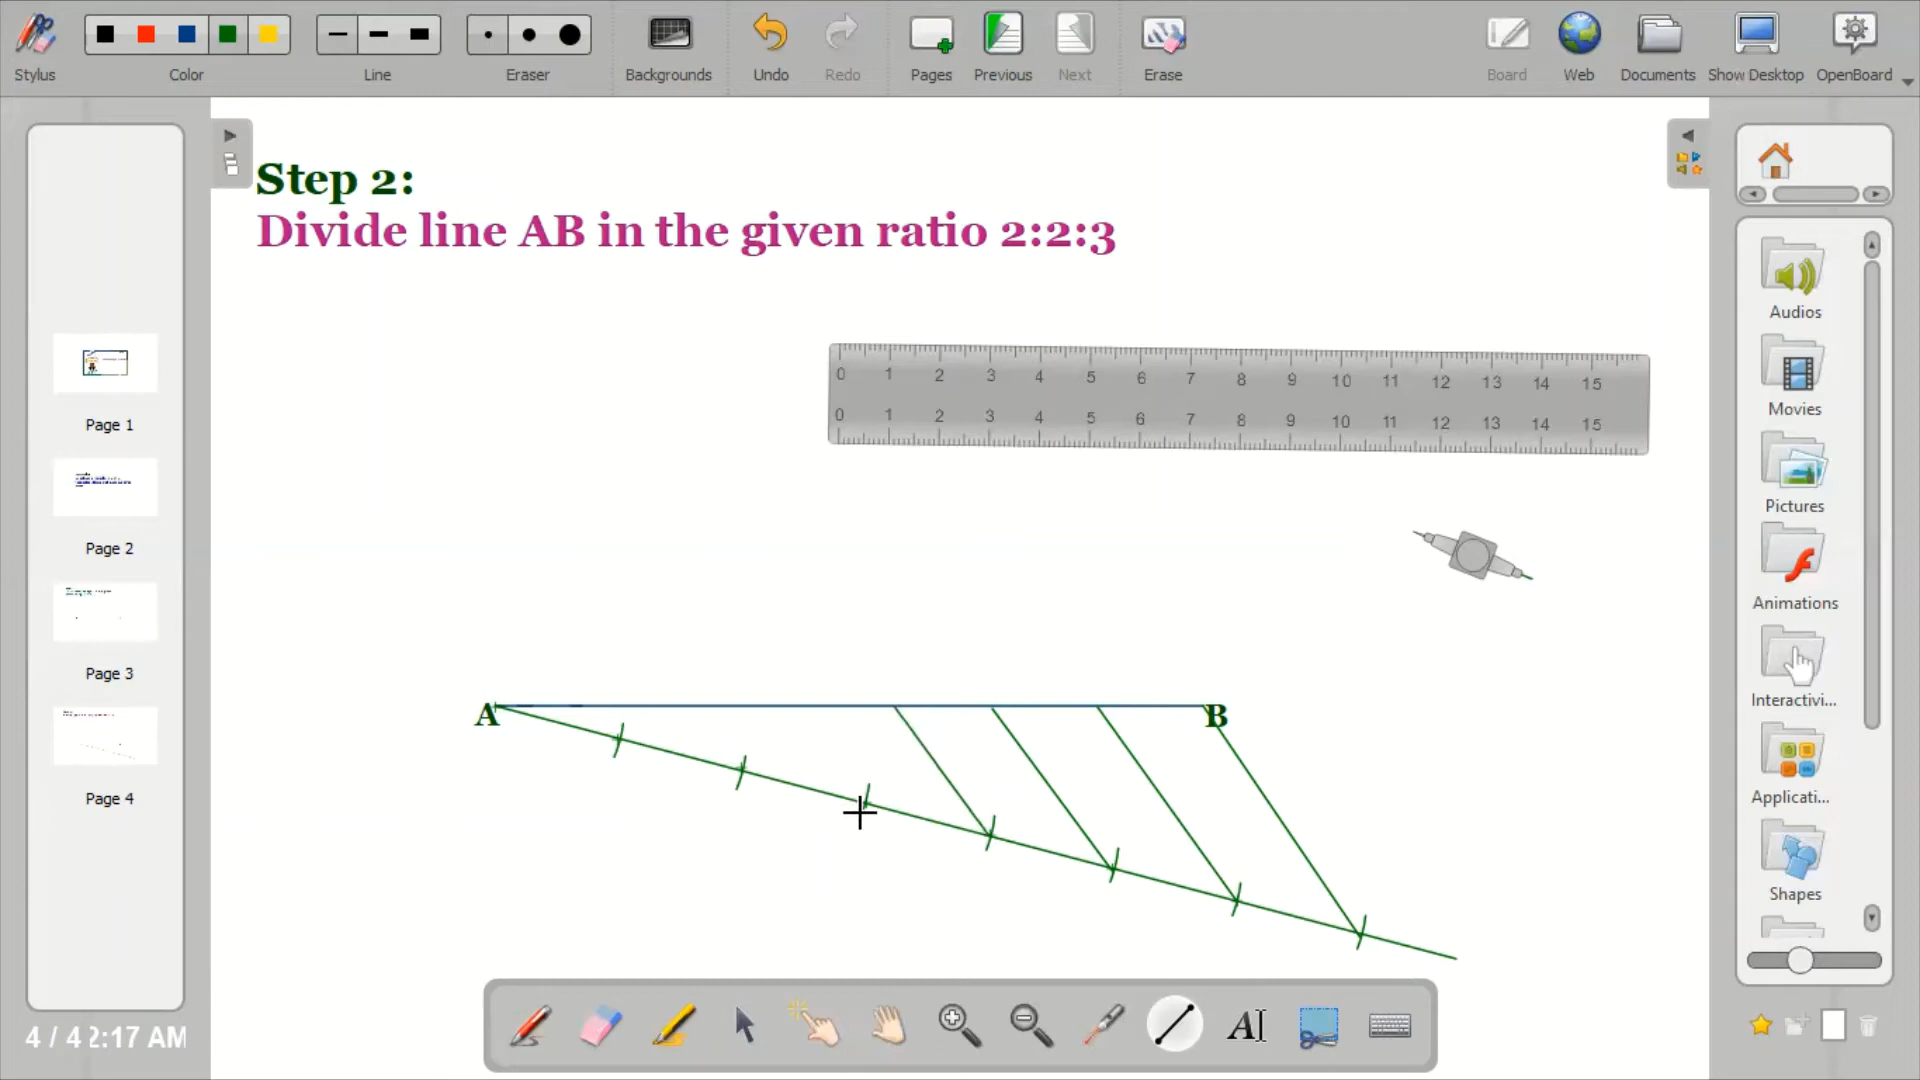 Stylus
Color
Line
Eraser
Backgrounds
Undo
Redo
Pages
Previous
Next
Erase
Board
Web
Documents
Show Desktop
OpenBoard
Step 2:
Divide line AB in the given ratio 2:2:3
0 1 2 3 4 5 6 7 8 9 10 11 12 13 14 15
0 1 2 3 4 5 6 7 8 9 10 11 12 13 14 15
A
B
Page 1
Page 2
Page 3
Page 4
4 / 4
2:17 AM
Audios
Movies
Pictures
Animations
Interactivi...
Applicati...
Shapes
A